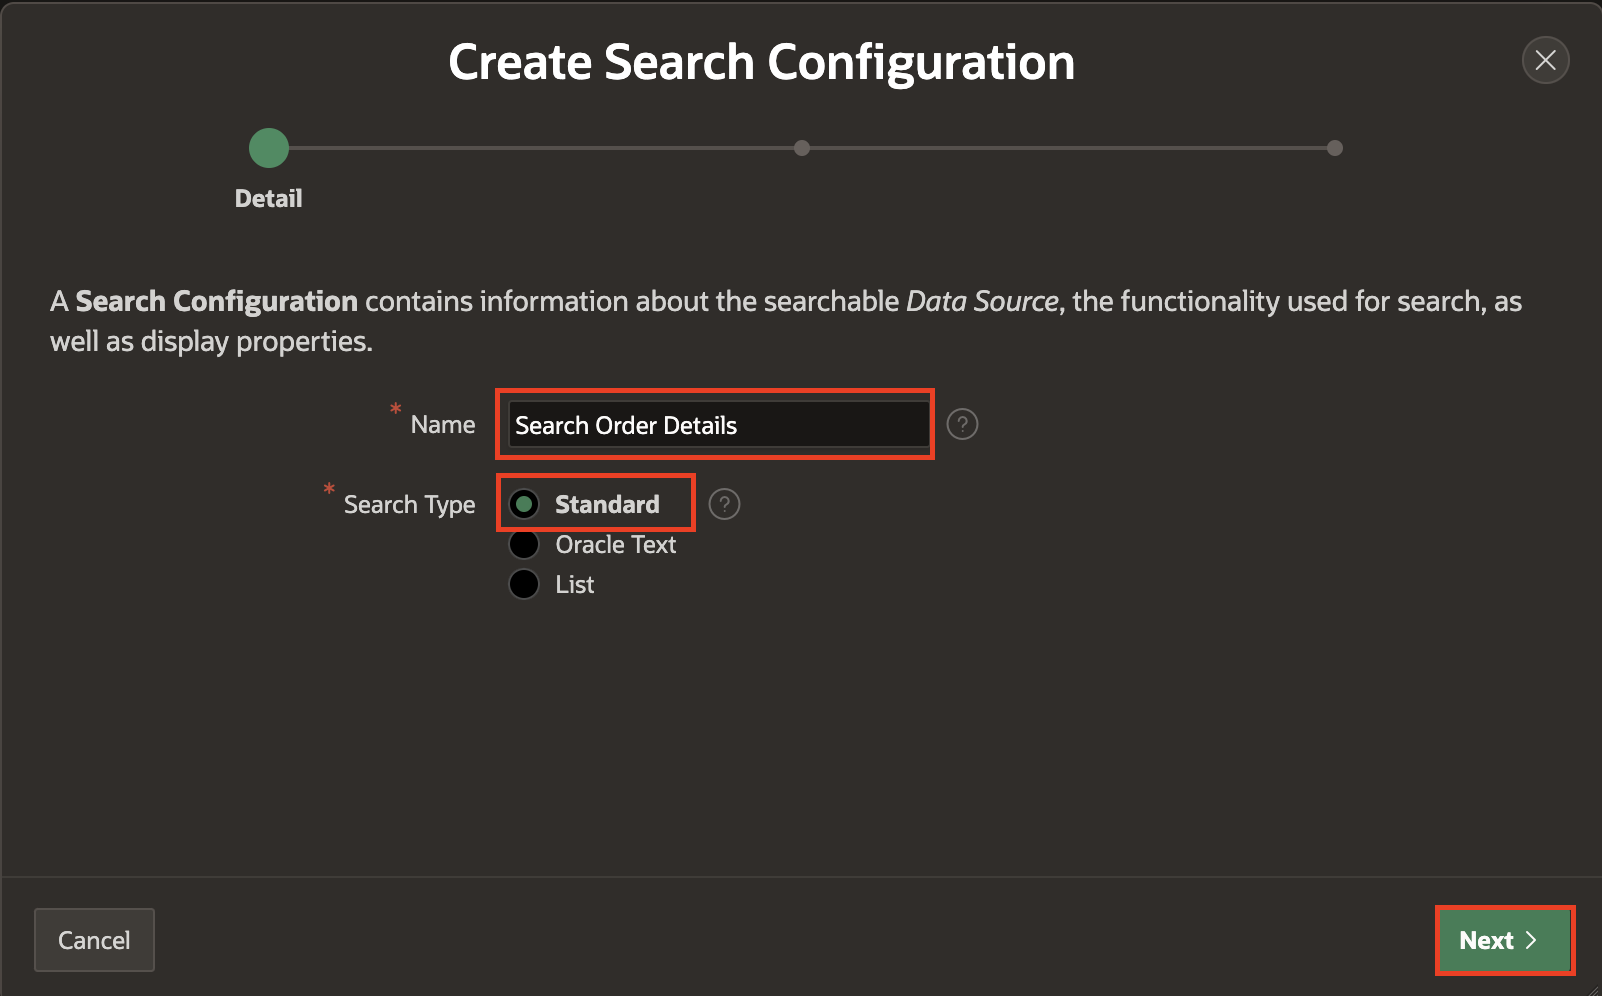 Create Search Configuration
Detail
A Search Configuration contains information about the searchable Data Source, the functionality used for search, as
well as display properties.
* Name
Search Order Details
?
* Search Type
Standard
?
Oracle Text
List
Cancel
Next